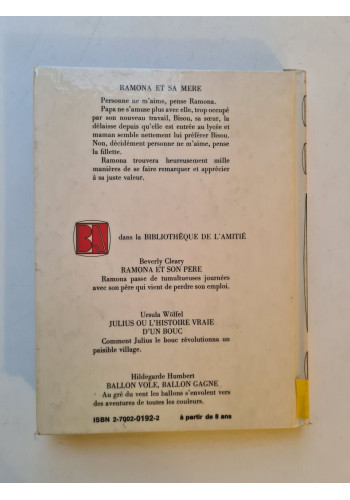 RAMONA ET SA MERE
Personne ne m'aime, pense Ramona.
Papa ne s'amuse plus avec elle, trop occupé
par son nouveau travail, Bisou, sa sœur, la
délaisse depuis qu'elle est entrée au lycée et
maman semble nettement lui préférer Bisou.
Non, décidément personne ne m'aime, pense
la fillette.
Ramona trouvera heureusement mille
manières de se faire remarquer et apprécier
à sa juste valeur.
dans la BIBLIOTHÈQUE DE L'AMITIÉ
Beverly Cleary
RAMONA ET SON PERE
Ramona passe de tumultueuses journées
avec son père qui vient de perdre son emploi.
Ursula Wölfel
JULIUS OU L'HISTOIRE VRAIE
D'UN BOUC
Comment Julius le bouc révolutionna un
paisible village.
Hildegarde Humbert
BALLON VOLE, BALLON GAGNE
Au gré du vent les ballons s'envolent vers
des aventures de toutes les couleurs.
ISBN 2-7002-0192-2 à partir de 8 ans